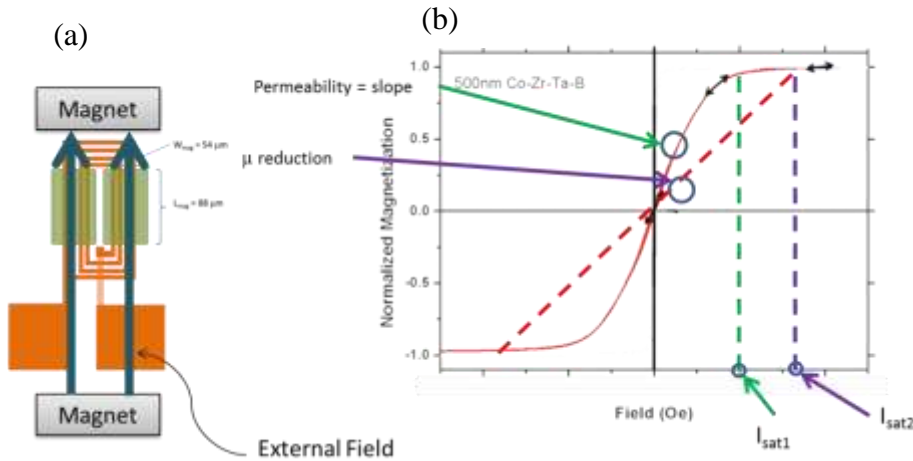 (a)
Magnet
W_mag = 54 µm
L_mag = 88 µm
Magnet
External Field
(b)
Permeability = slope
µ reduction
500nm Co-Zr-Ta-B
Normalized Magnetization
1.0
0.5
0.0
-0.5
-1.0
Field (Oe)
I_sat1
I_sat2